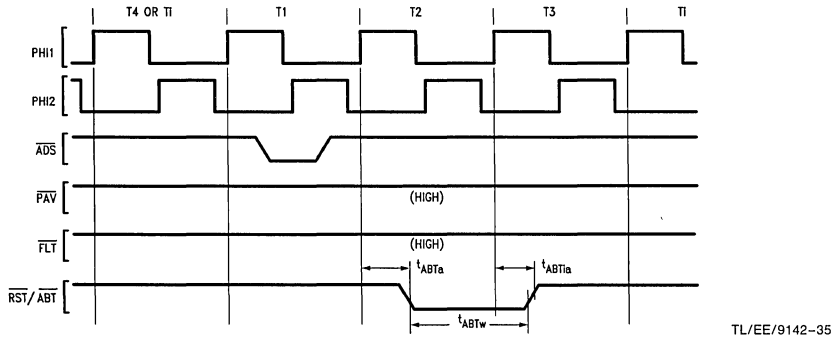 T4 OR Ti T1 T2 T3 Ti
PHI1
PHI2
ADS
PAV (HIGH)
FLT (HIGH)
tABTa tABTia
RST/ABT
tABTw
TL/EE/9142-35